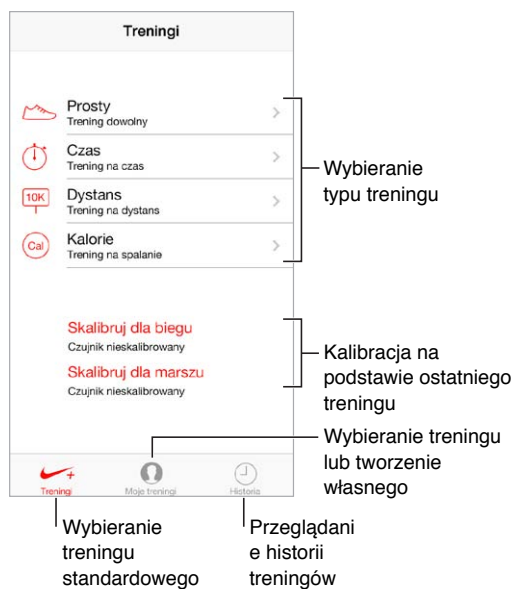 Treningi
Prosty
Trening dowolny
Czas
Trening na czas
10K
Dystans
Trening na dystans
Cal
Kalorie
Trening na spalanie
Wybieranie
typu treningu
Skalibruj dla biegu
Czujnik nieskalibrowany
Skalibruj dla marszu
Czujnik nieskalibrowany
Kalibracja na
podstawie ostatniego
treningu
Wybieranie treningu
lub tworzenie
własnego
Treningi
Moje treningi
Historia
Wybieranie
treningu
standardowego
Przeglądani
e historii
treningów